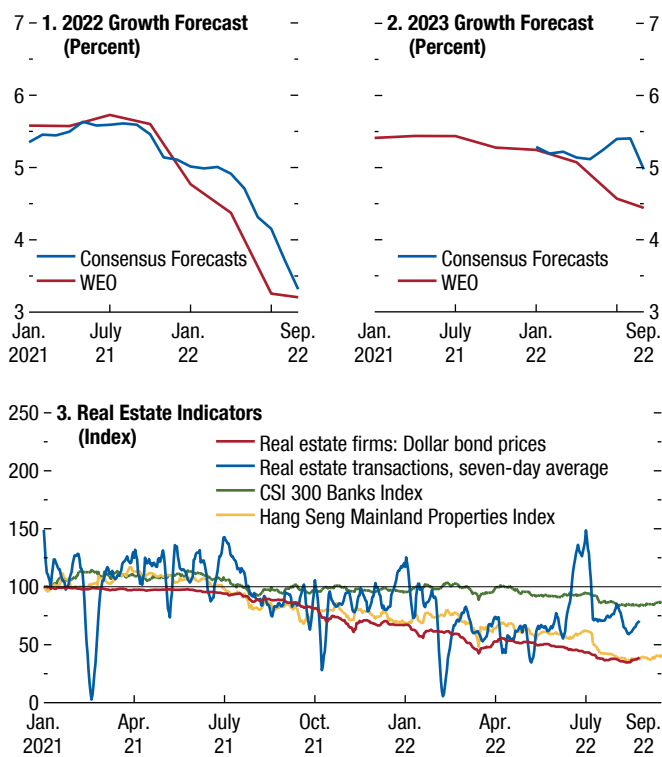 1. 2022 Growth Forecast
(Percent)
7
6
5
4
3
Consensus Forecasts
WEO
Jan. July Jan. Sep.
2021 21 22 22
2. 2023 Growth Forecast
(Percent)
7
6
5
4
3
Consensus Forecasts
WEO
Jan. July Jan. Sep.
2021 21 22 22
3. Real Estate Indicators
(Index)
250
200
150
100
50
0
Real estate firms: Dollar bond prices
Real estate transactions, seven-day average
CSI 300 Banks Index
Hang Seng Mainland Properties Index
Jan. Apr. July Oct. Jan. Apr. July Sep.
2021 21 21 21 22 22 22 22